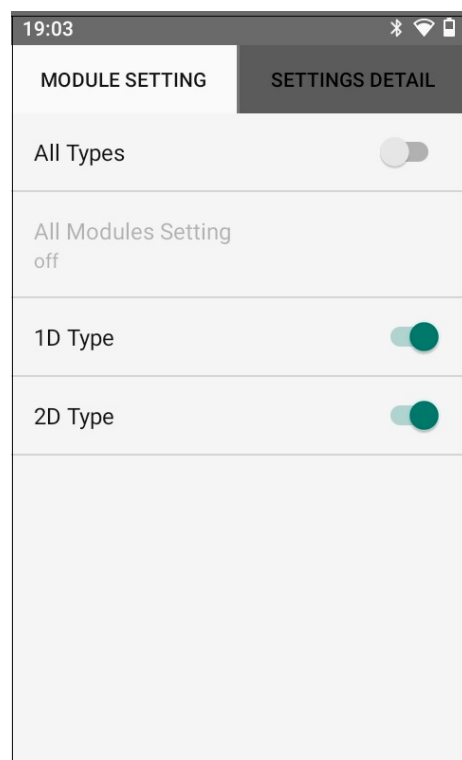 19:03
MODULE SETTING SETTINGS DETAIL
All Types
All Modules Setting
off
1D Type
2D Type